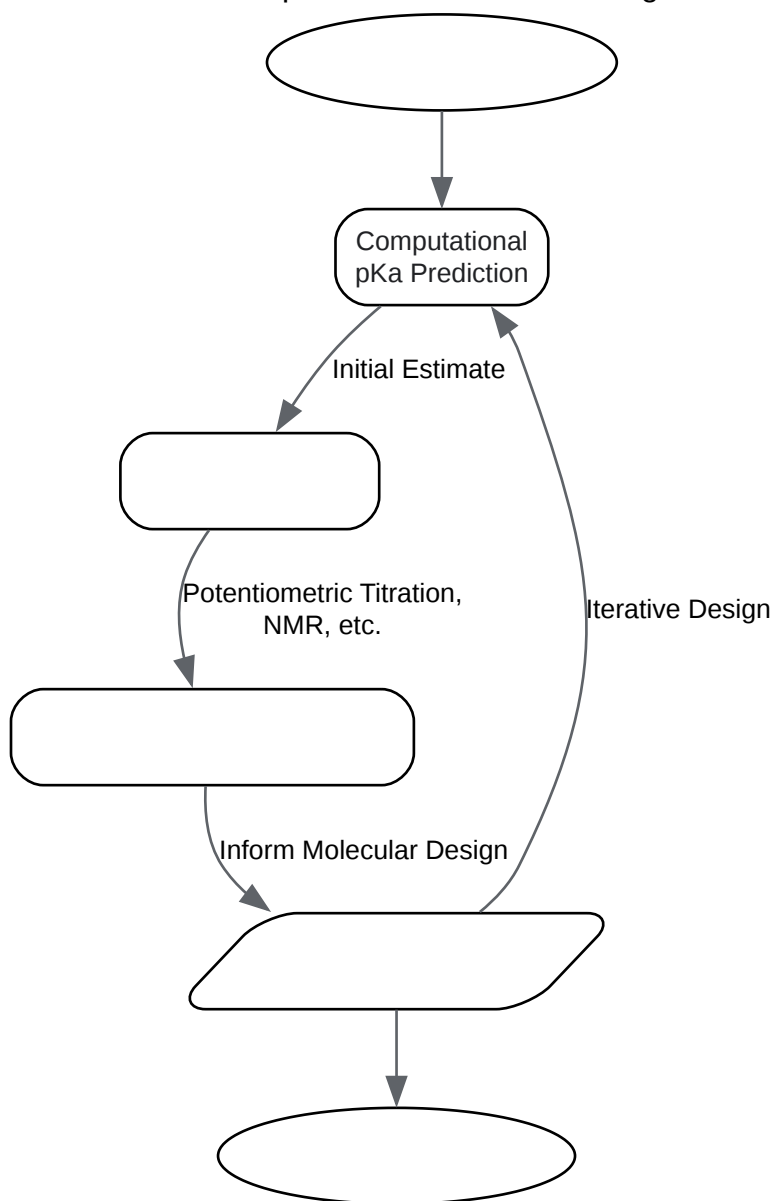 Computational
pKa Prediction
Initial Estimate
Potentiometric Titration,
NMR, etc.
Iterative Design
Inform Molecular Design